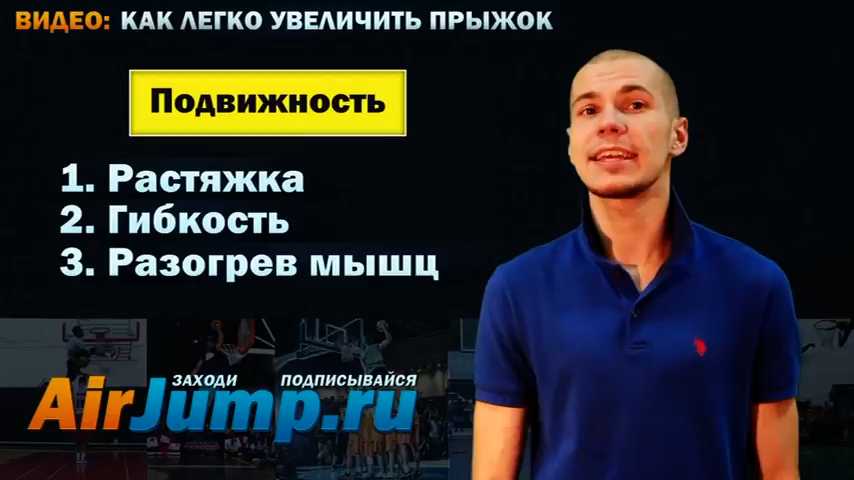 ВИДЕО: КАК ЛЕГКО УВЕЛИЧИТЬ ПРЫЖОК
Подвижность
1. Растяжка
2. Гибкость
3. Разогрев мышц
ЗАХОДИ ПОДПИСЫВАЙСЯ
AirJump.ru